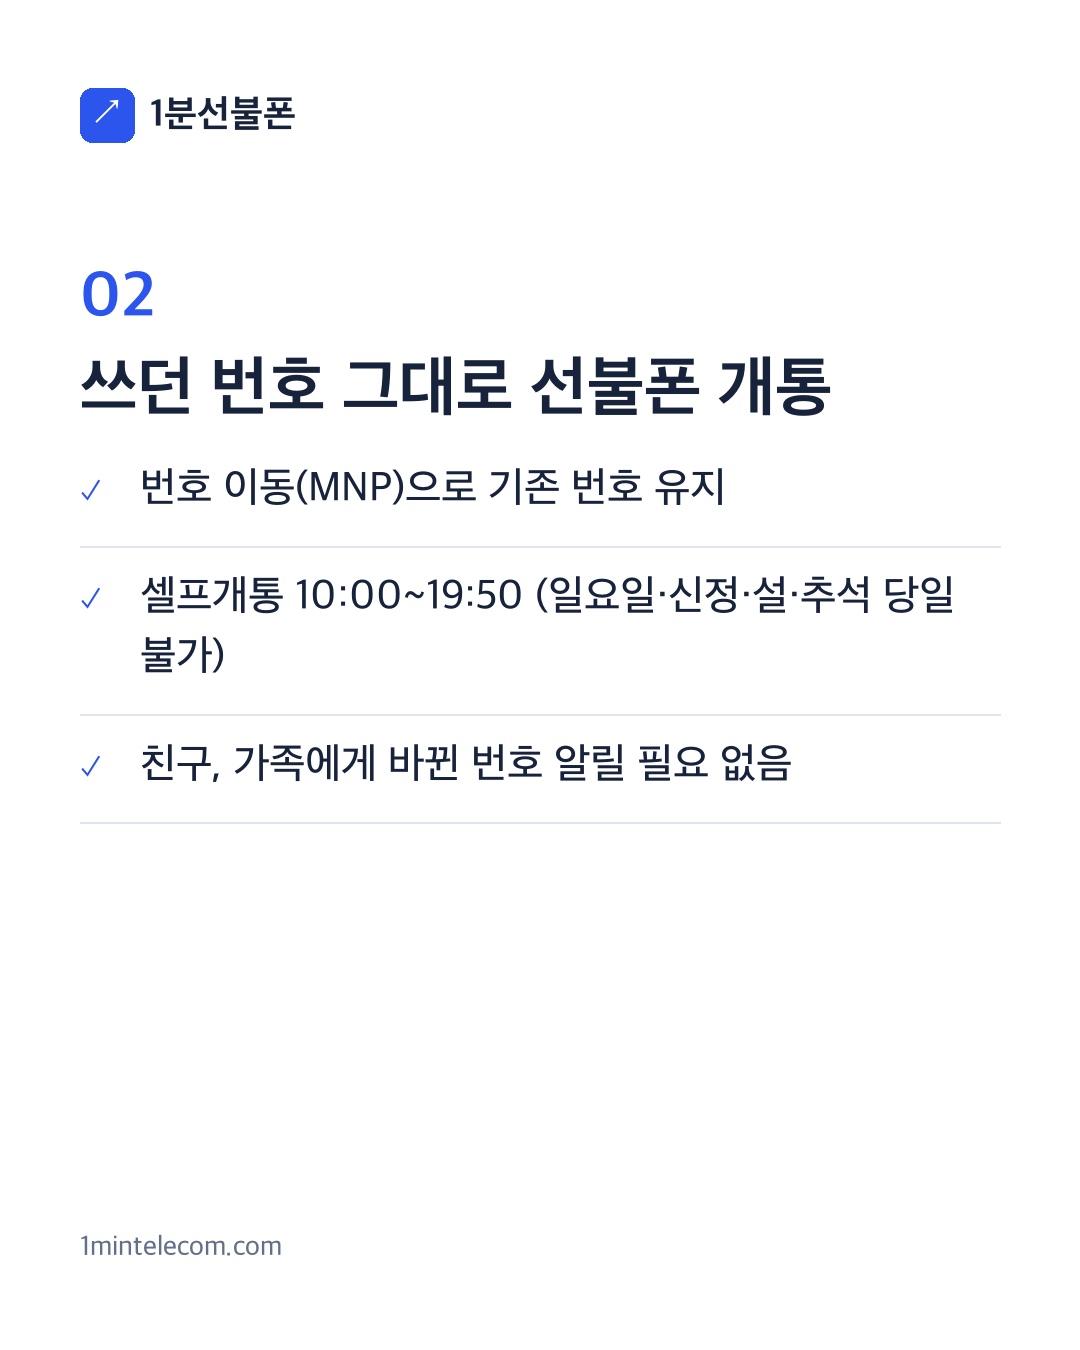 1분선불폰
02
쓰던 번호 그대로 선불폰 개통
✓ 번호 이동(MNP)으로 기존 번호 유지
✓ 셀프개통 10:00~19:50 (일요일·신정·설·추석 당일
불가)
✓ 친구, 가족에게 바뀐 번호 알릴 필요 없음
1mintelecom.com